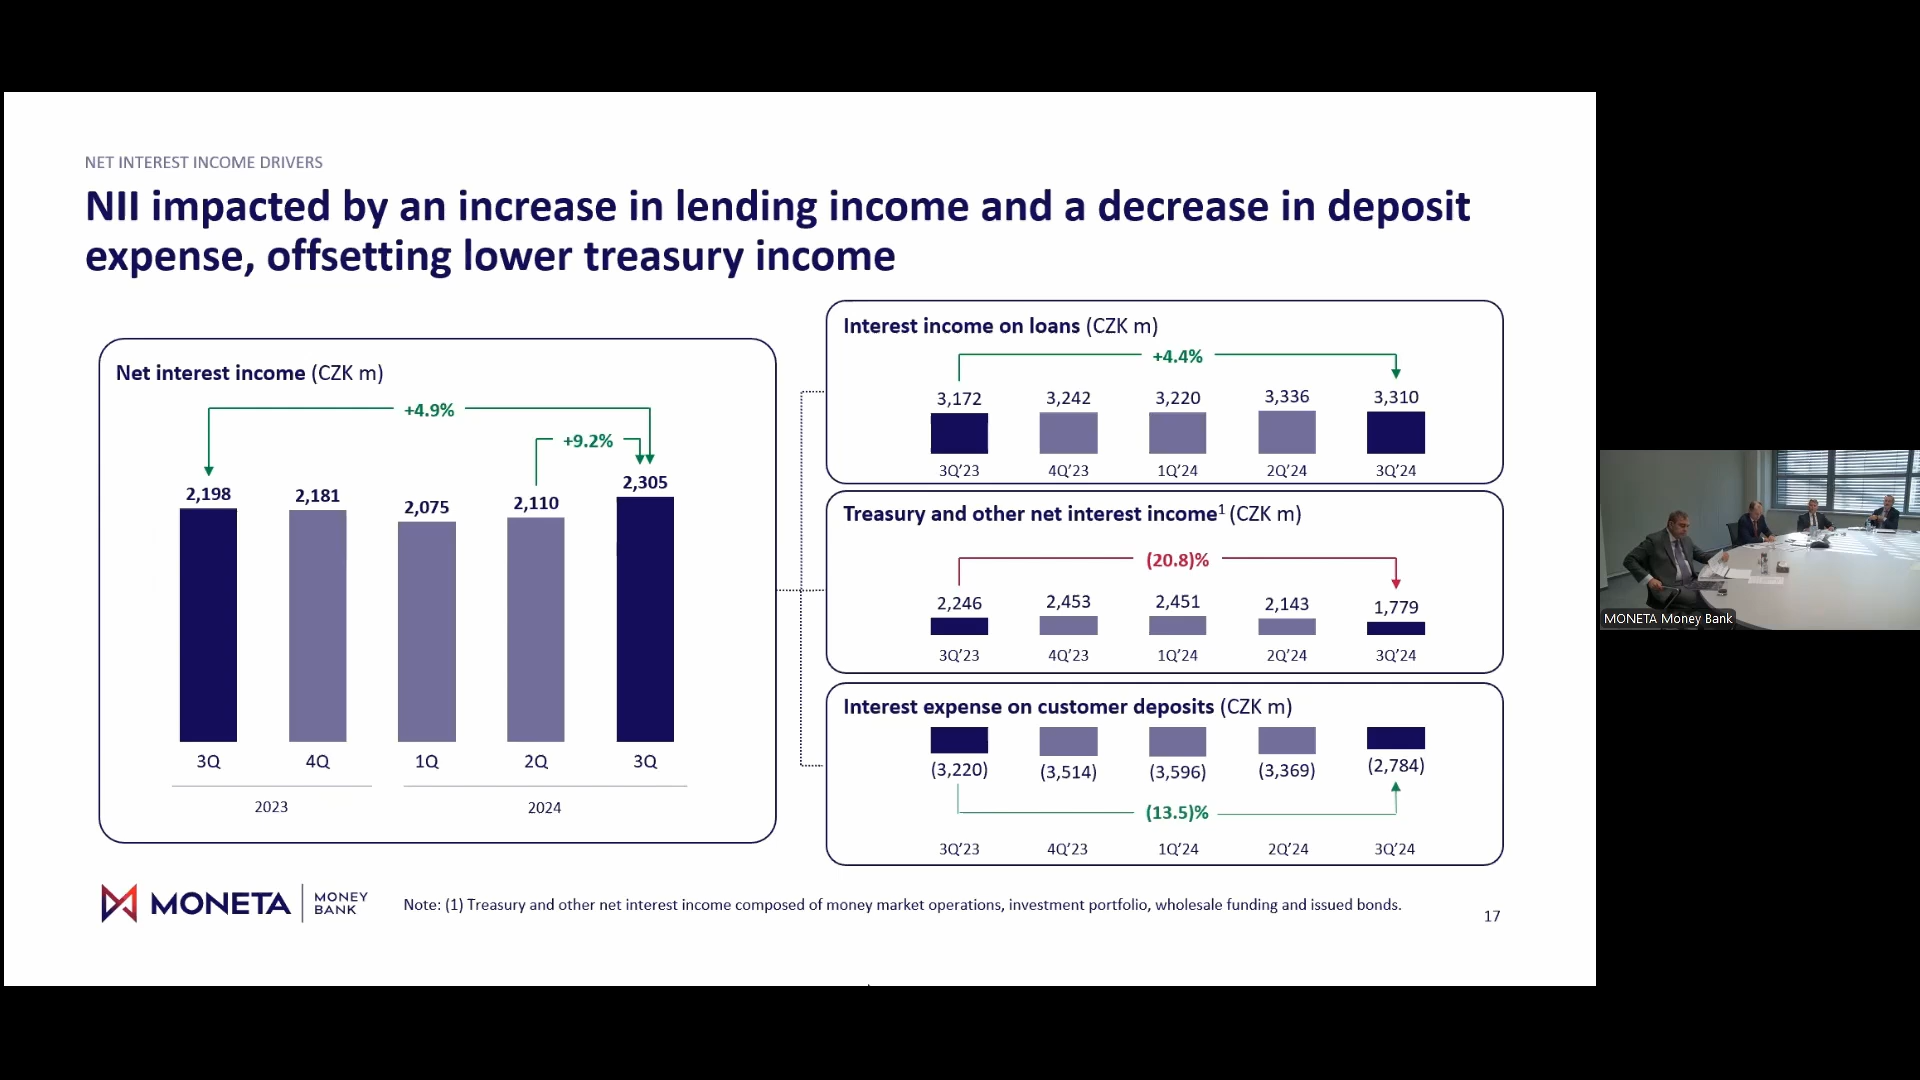 NET INTEREST INCOME DRIVERS
NII impacted by an increase in lending income and a decrease in deposit
expense, offsetting lower treasury income
Net interest income (CZK m)
+4.9%
+9.2%
2,198
2,181
2,075
2,110
2,305
3Q
4Q
1Q
2Q
3Q
2023
2024
Interest income on loans (CZK m)
+4.4%
3,172
3,242
3,220
3,336
3,310
3Q’23
4Q’23
1Q’24
2Q’24
3Q’24
Treasury and other net interest income¹ (CZK m)
(20.8)%
2,246
2,453
2,451
2,143
1,779
3Q’23
4Q’23
1Q’24
2Q’24
3Q’24
Interest expense on customer deposits (CZK m)
(3,220)
(3,514)
(3,596)
(3,369)
(2,784)
(13.5)%
3Q’23
4Q’23
1Q’24
2Q’24
3Q’24
MONETA
MONEY
BANK
Note: (1) Treasury and other net interest income composed of money market operations, investment portfolio, wholesale funding and issued bonds.
17
MONETA Money Bank